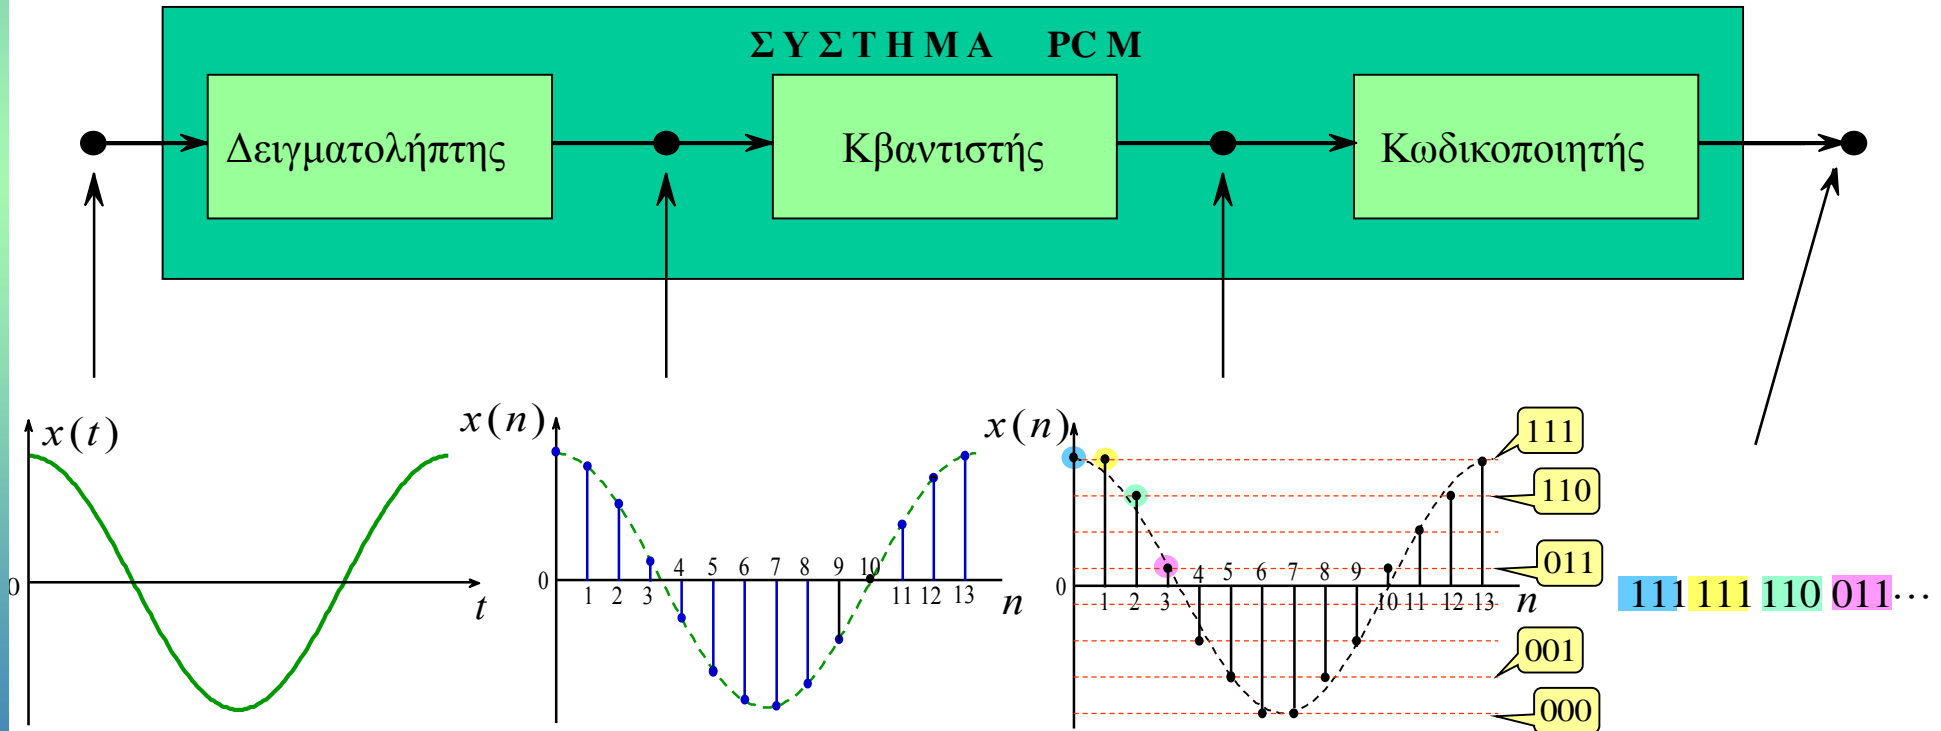 ΣΥΣΤΗΜΑ PCM
Δειγματολήπτης
Κβαντιστής
Κωδικοποιητής
x(t)
0
t
x(n)
0
4 5 6 7 8 9 10
1 2 3 11 12 13
n
x(n)
0
4 5 6 7 8 9
1 2 3 10 11 12 13
n
111
110
011
001
000
111 111 110 011...